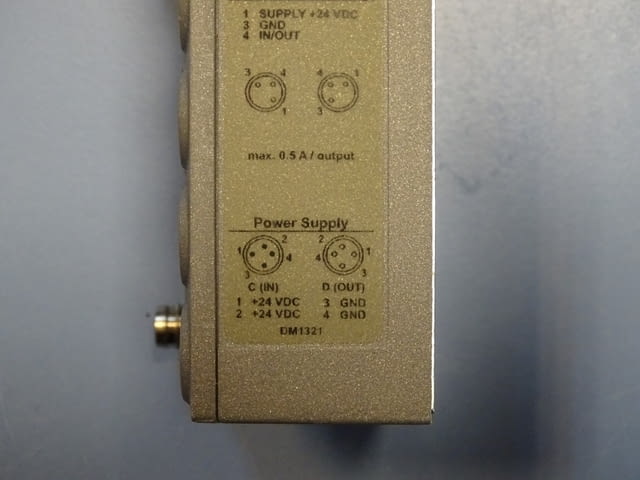 1 SUPPLY +24 VDC
3 GND
4 IN/OUT
3 4 4 1
1 3
max. 0.5 A / output
Power Supply
2 2
1 4 4 1
3 3
C (IN) D (OUT)
1 +24 VDC 3 GND
2 +24 VDC 4 GND
DM1321